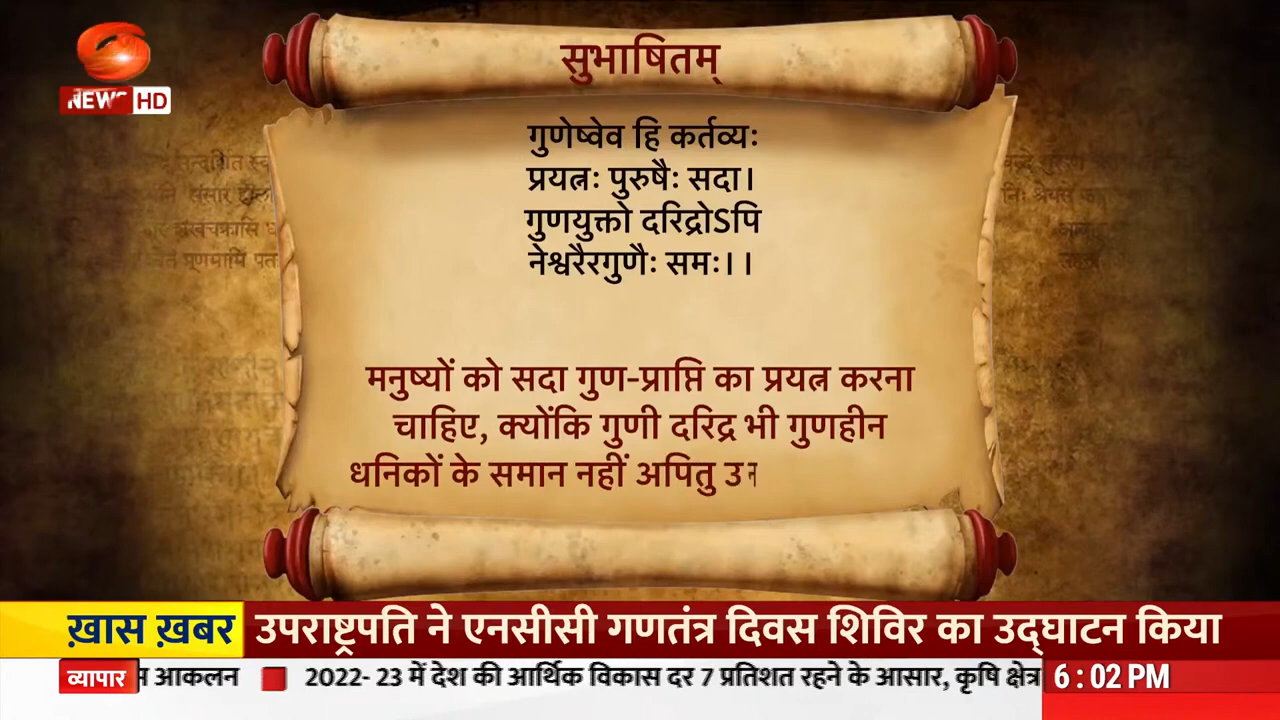 NEWS HD
सुभाषितम्
गुणेष्वेव हि कर्तव्यः
प्रयत्नः पुरुषैः सदा।
गुणयुक्तो दरिद्रोऽपि
नेश्वरैरगुणैः समः।।
मनुष्यों को सदा गुण-प्राप्ति का प्रयत्न करना
चाहिए, क्योंकि गुणी दरिद्र भी गुणहीन
धनिकों के समान नहीं अपितु उन
ख़ास ख़बर उपराष्ट्रपति ने एनसीसी गणतंत्र दिवस शिविर का उद्घाटन किया
व्यापार आकलन 2022- 23 में देश की आर्थिक विकास दर 7 प्रतिशत रहने के आसार, कृषि क्षेत्र 6 : 02 PM